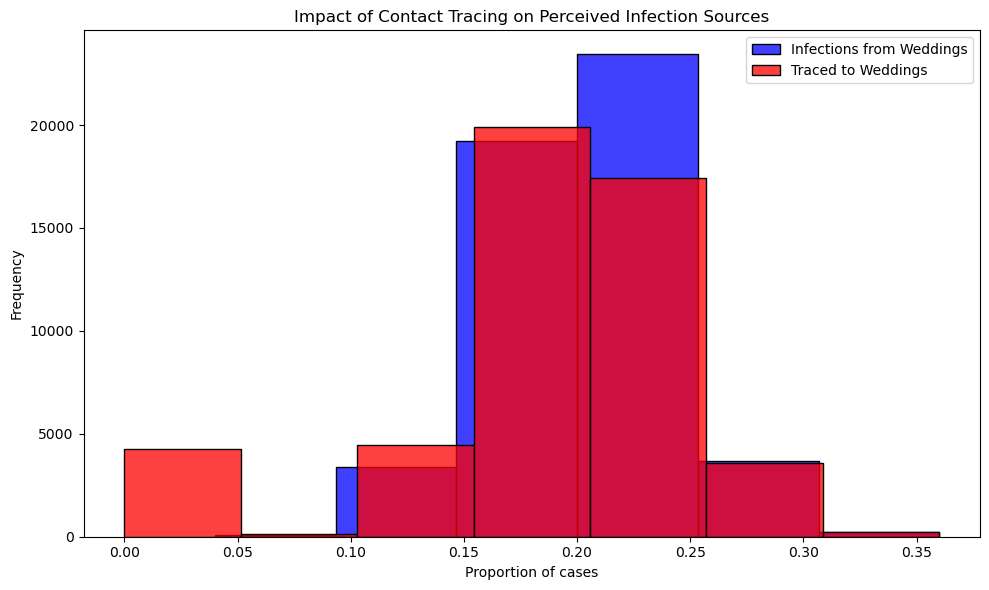 Impact of Contact Tracing on Perceived Infection Sources
Infections from Weddings
Traced to Weddings
Frequency
20000
15000
10000
5000
0
0.00 0.05 0.10 0.15 0.20 0.25 0.30 0.35
Proportion of cases